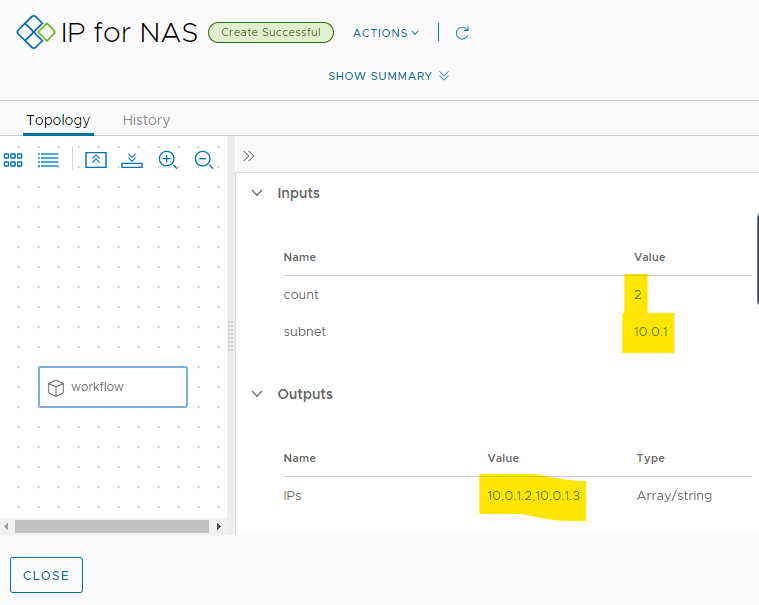 IP for NAS Create Successful ACTIONS
SHOW SUMMARY
Topology History
Inputs
Name Value
count 2
subnet 10.0.1
workflow
Outputs
Name Value Type
IPs 10.0.1.2,10.0.1.3 Array/string
CLOSE